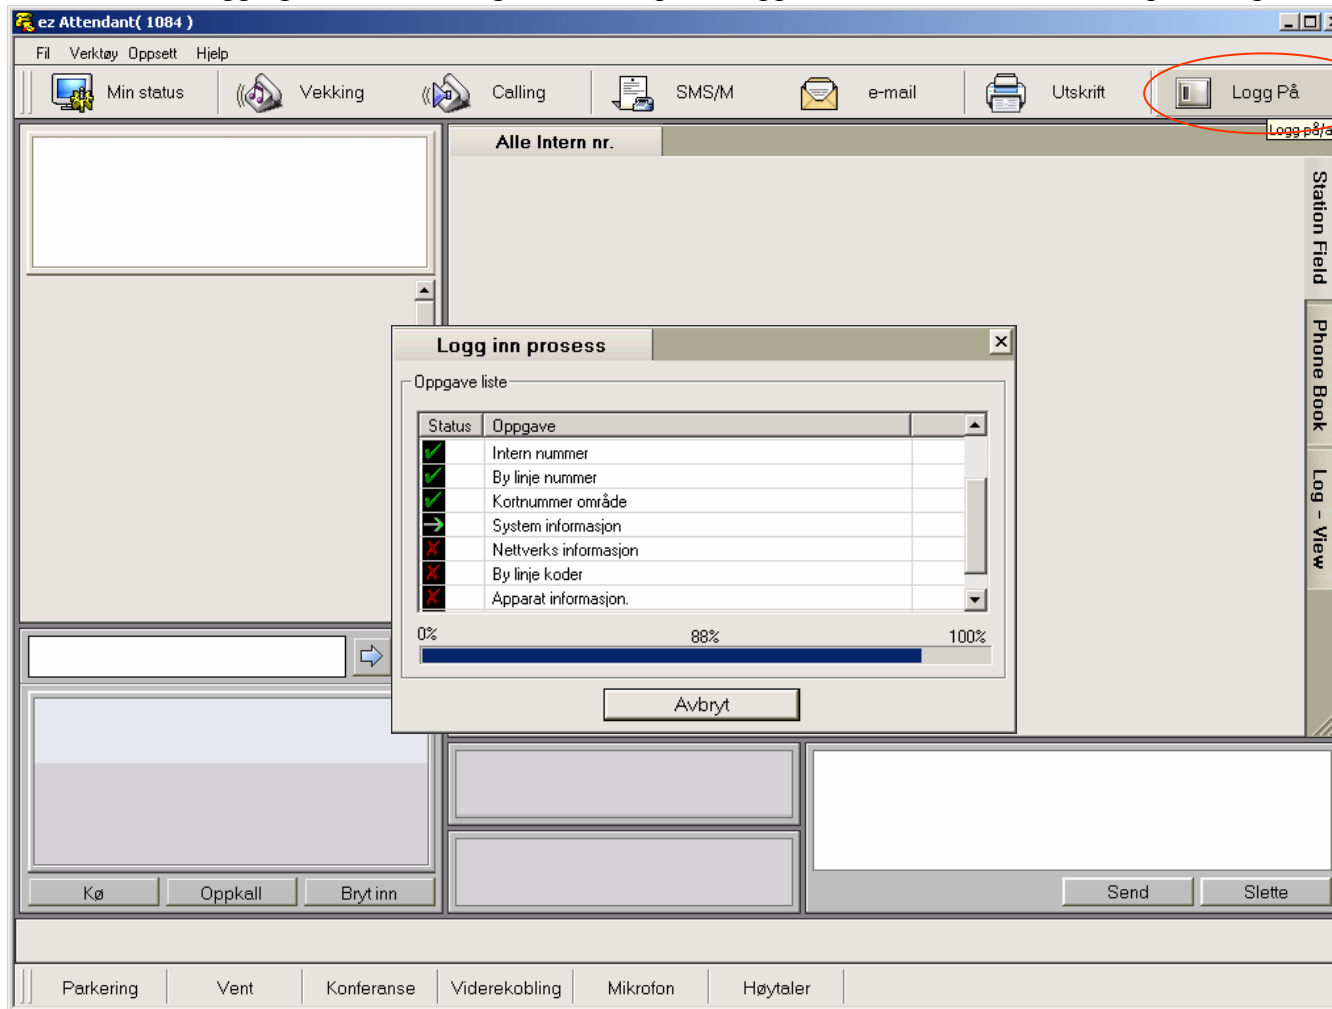 ez Attendant( 1084 )
Fil Verktøy Oppsett Hjelp
Min status Vekking Calling SMS/M e-mail Utskrift Logg På
Logg på/a
Alle Intern nr.
Station Field
Phone Book
Log - View
Logg inn prosess
Oppgave liste
Status Oppgave
Intern nummer
By linje nummer
Kortnummer område
System informasjon
Nettverks informasjon
By linje koder
Apparat informasjon.
0% 88% 100%
Avbryt
Kø Oppkall Bryt inn
Send Slette
Parkering Vent Konferanse Viderekobling Mikrofon Høytaler